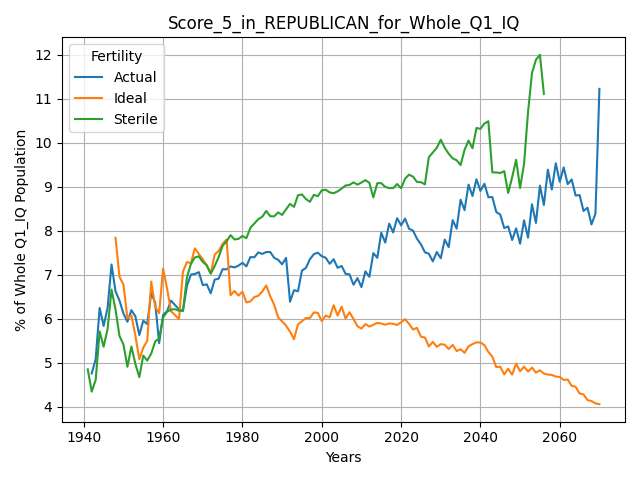 Score_5_in_REPUBLICAN_for_Whole_Q1_IQ
Fertility
Actual
Ideal
Sterile
% of Whole Q1_IQ Population
12
11
10
9
8
7
6
5
4
1940
1960
1980
2000
2020
2040
2060
Years